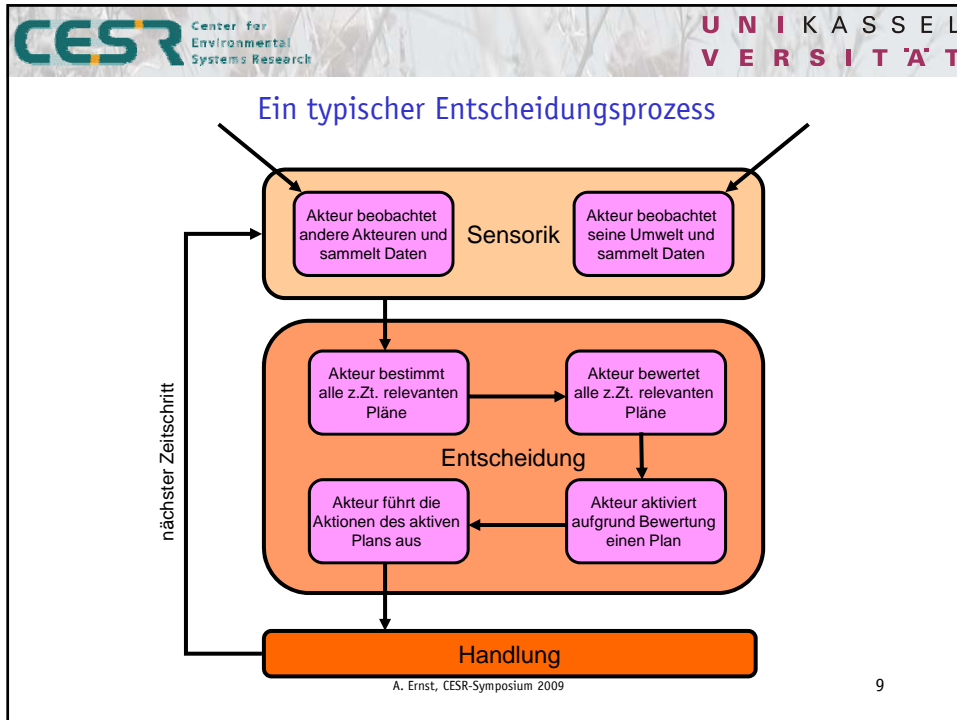 CESR
Center for
Environmental
Systems Research
UNIKASSEL
VERSITÄT
Ein typischer Entscheidungsprozess
Akteur beobachtet
andere Akteuren und
sammelt Daten
Sensorik
Akteur beobachtet
seine Umwelt und
sammelt Daten
nächster Zeitschritt
Akteur bestimmt
alle z.Zt. relevanten
Pläne
Akteur bewertet
alle z.Zt. relevanten
Pläne
Entscheidung
Akteur führt die
Aktionen des aktiven
Plans aus
Akteur aktiviert
aufgrund Bewertung
einen Plan
Handlung
A. Ernst, CESR-Symposium 2009
9